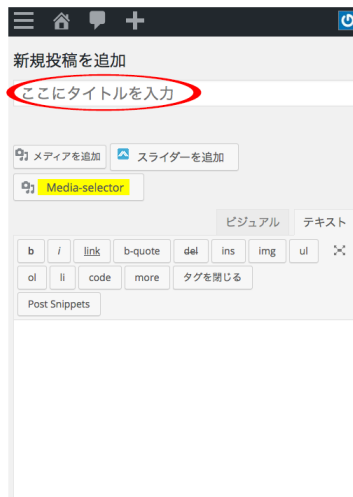 新規投稿を追加
ここにタイトルを入力
メディアを追加 スライダーを追加
Media-selector
ビジュアル テキスト
b i link b-quote del ins img ul
ol li code more タグを閉じる
Post Snippets